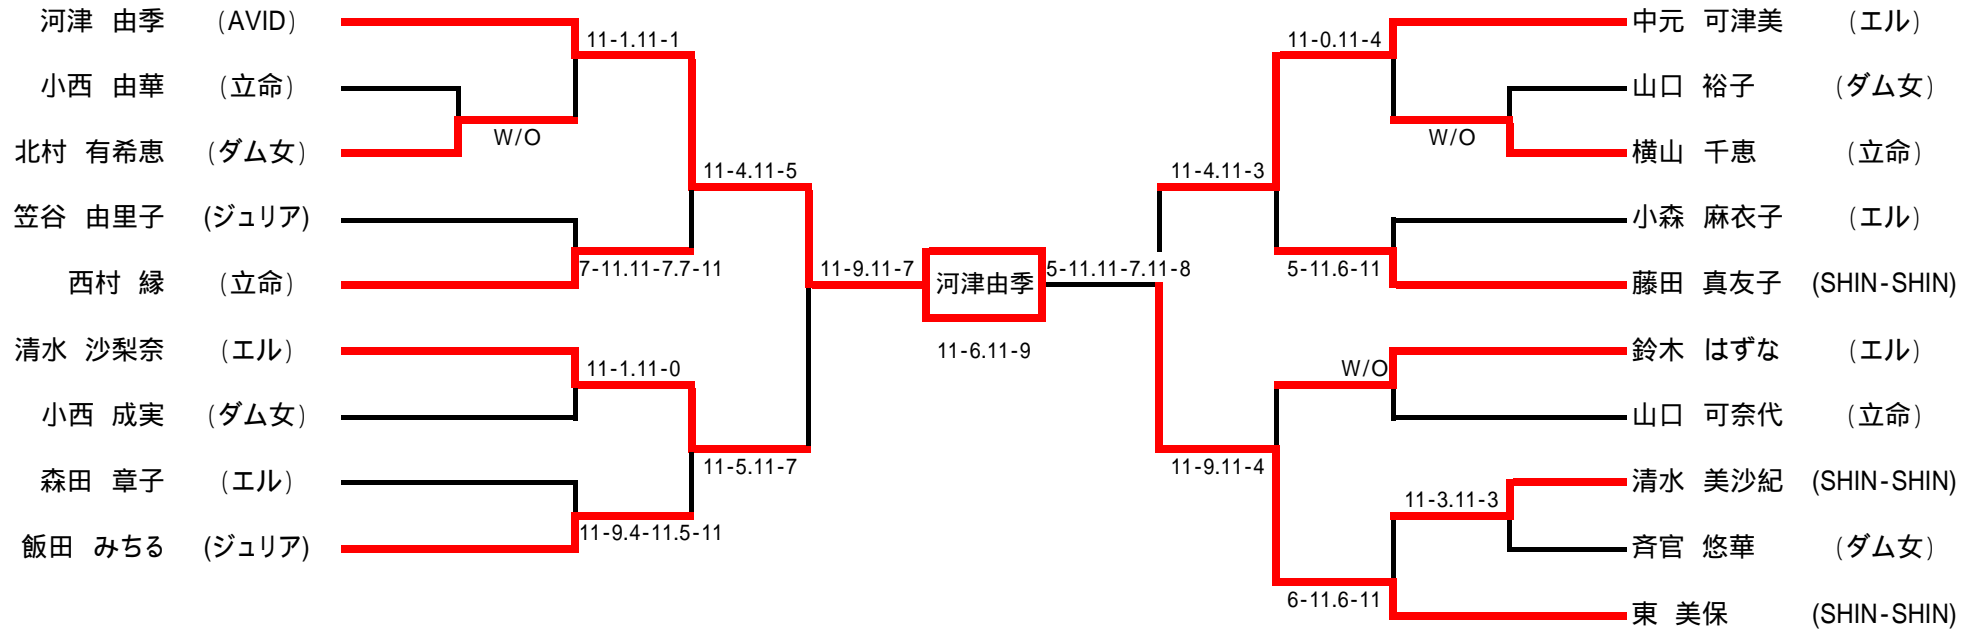 河津 由季 (AVID)
11-1.11-1
小西 由華 (立命)
W/O
北村 有希恵 (ダム女)
11-4.11-5
笠谷 由里子 (ジュリア)
7-11.11-7.7-11
西村 縁 (立命)
11-9.11-7
清水 沙梨奈 (エル)
11-1.11-0
小西 成実 (ダム女)
11-5.11-7
森田 章子 (エル)
11-9.4-11.5-11
飯田 みちる (ジュリア)
河津由季
11-6.11-9
中元 可津美 (エル)
11-0.11-4
山口 裕子 (ダム女)
W/O
横山 千恵 (立命)
11-4.11-3
小森 麻衣子 (エル)
5-11.6-11
藤田 真友子 (SHIN-SHIN)
5-11.11-7.11-8
鈴木 はずな (エル)
W/O
山口 可奈代 (立命)
11-9.11-4
清水 美沙紀 (SHIN-SHIN)
11-3.11-3
斉官 悠華 (ダム女)
6-11.6-11
東 美保 (SHIN-SHIN)